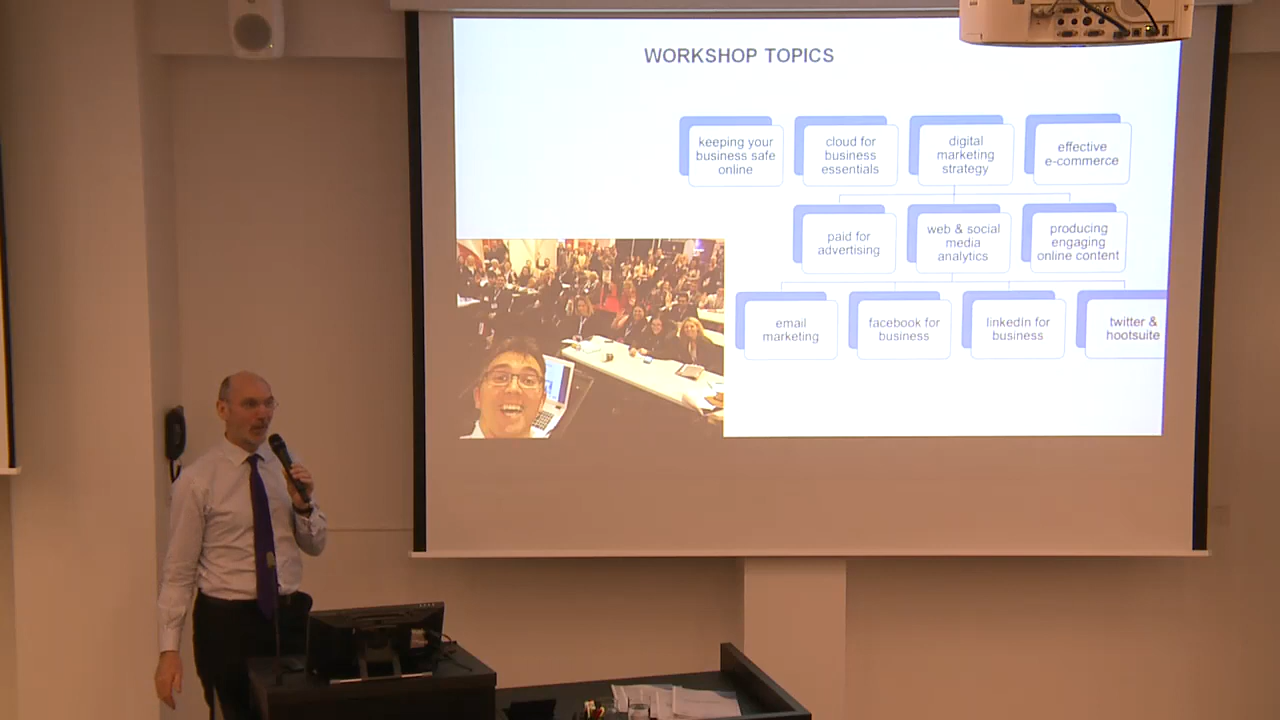 WORKSHOP TOPICS
keeping your
business safe
online
cloud for
business
essentials
digital
marketing
strategy
effective
e-commerce
paid for
advertising
web & social
media
analytics
producing
engaging
online content
email
marketing
facebook for
business
linkedIn for
business
twitter &
hootsuite